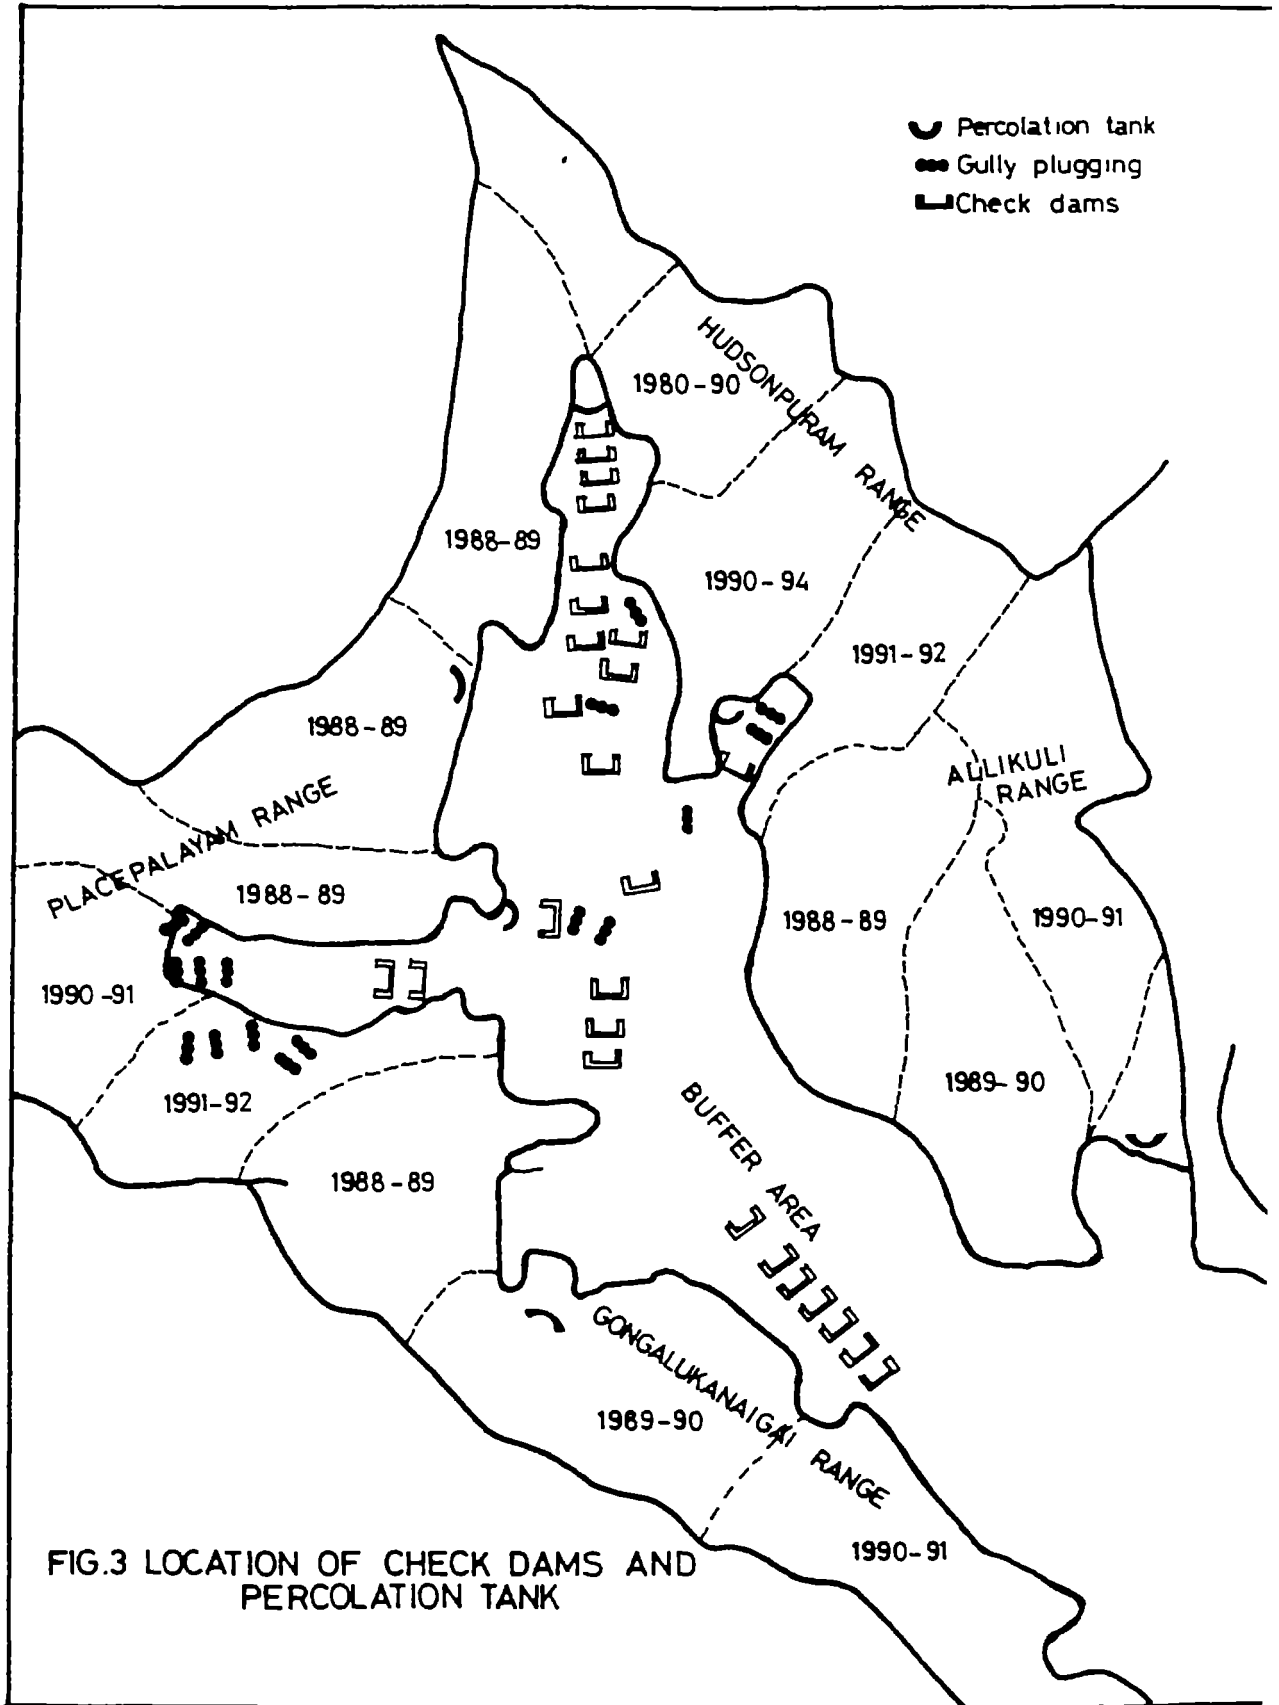 Percolation tank
Gully plugging
Check dams
HUDSONPURAM RANGE
1980-90
1988-89
1990-94
1991-92
1988-89
ALLIKULI
RANGE
PLACEPALAYAM RANGE
1988-89
1988-89
1990-91
1990-91
1989-90
1991-92
BUFFER AREA
1988-89
GONGALUKANAIGAI RANGE
1989-90
1990-91
FIG.3 LOCATION OF CHECK DAMS AND
PERCOLATION TANK